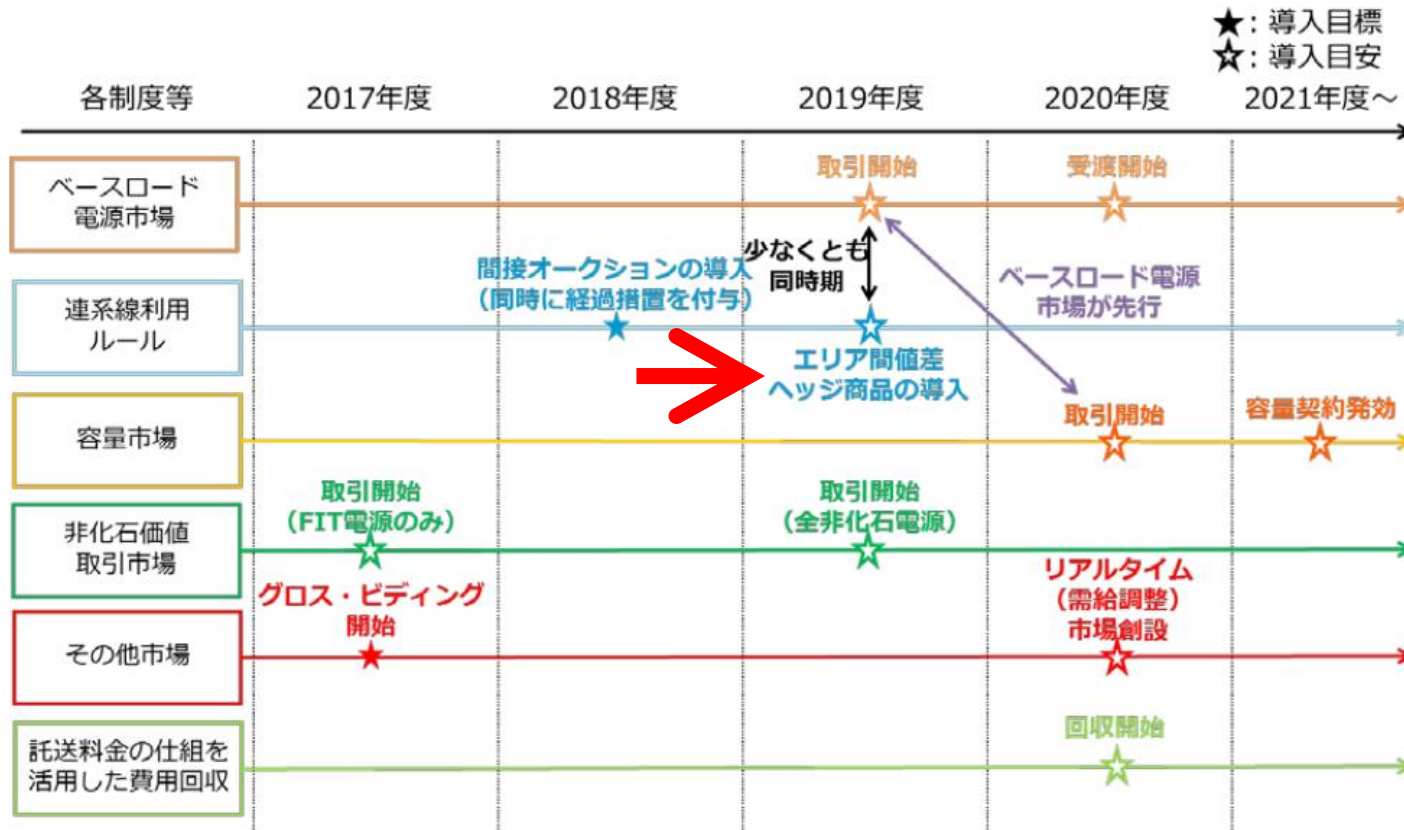 ★：導入目標
☆：導入目安
各制度等
2017年度
2018年度
2019年度
2020年度
2021年度～
ベースロード
電源市場
取引開始
受渡開始
少なくとも
同時期
ベースロード電源
市場が先行
連系線利用
ルール
間接オークションの導入
（同時に経過措置を付与）
エリア間値差
ヘッジ商品の導入
容量市場
取引開始
容量契約発効
非化石価値
取引市場
取引開始
（FIT電源のみ）
取引開始
（全非化石電源）
その他市場
グロス・ビディング
開始
リアルタイム
（需給調整）
市場創設
託送料金の仕組を
活用した費用回収
回収開始